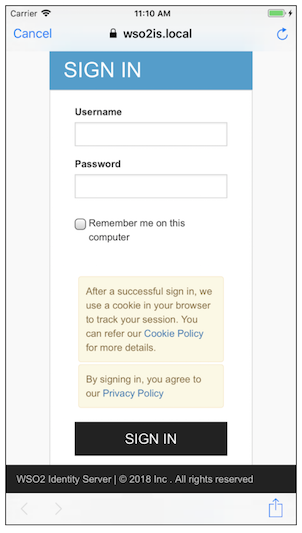 Carrier 11:10 AM
Cancel wso2is.local
SIGN IN
Username
Password
Remember me on this
computer
After a successful sign in, we
use a cookie in your browser
to track your session. You
can refer our Cookie Policy
for more details.
By signing in, you agree to
our Privacy Policy
SIGN IN
WSO2 Identity Server | © 2018 Inc . All rights reserved